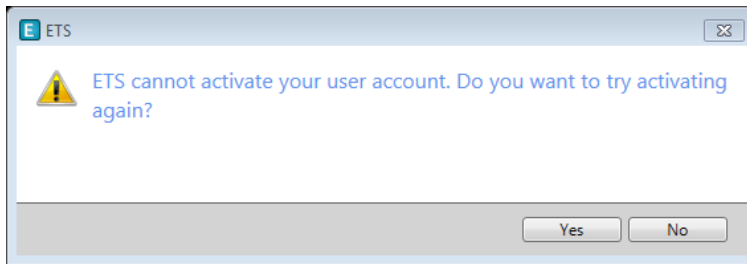 E ETS
ETS cannot activate your user account. Do you want to try activating
again?
Yes No